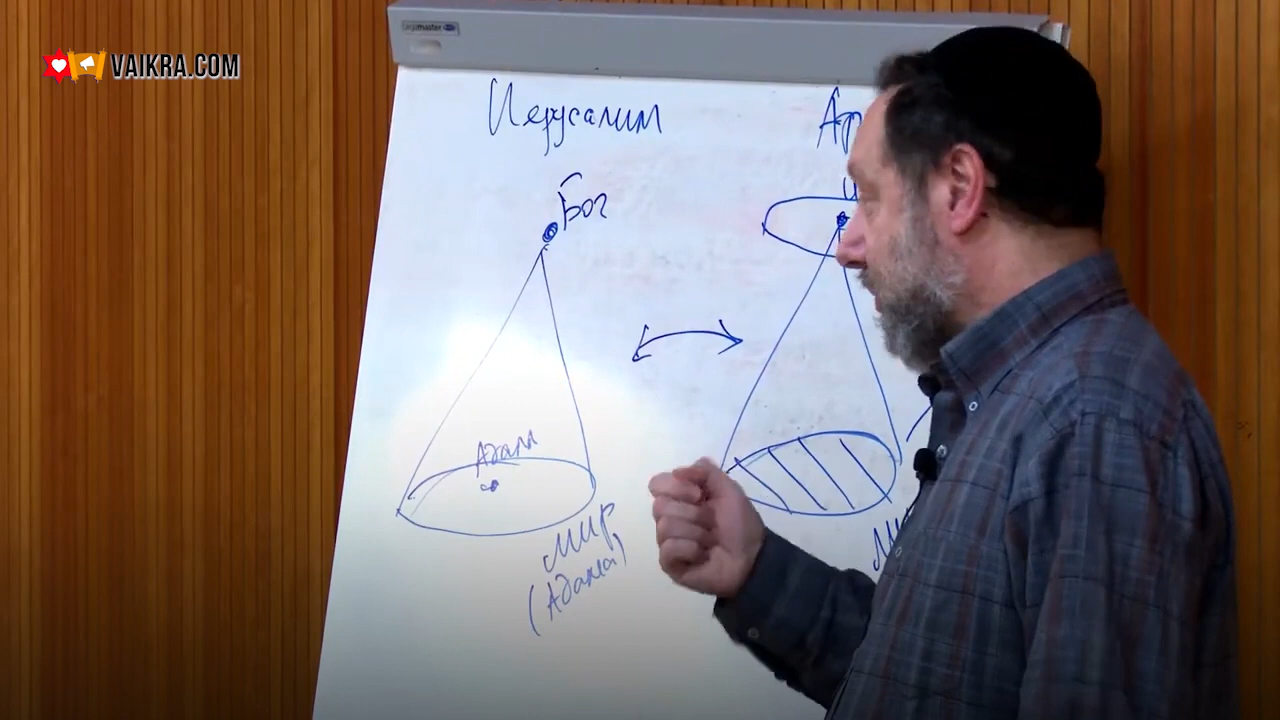 VAIKRA.COM
Legamaster
Иерусалим
Бог
Адам
Мир
(Адама)